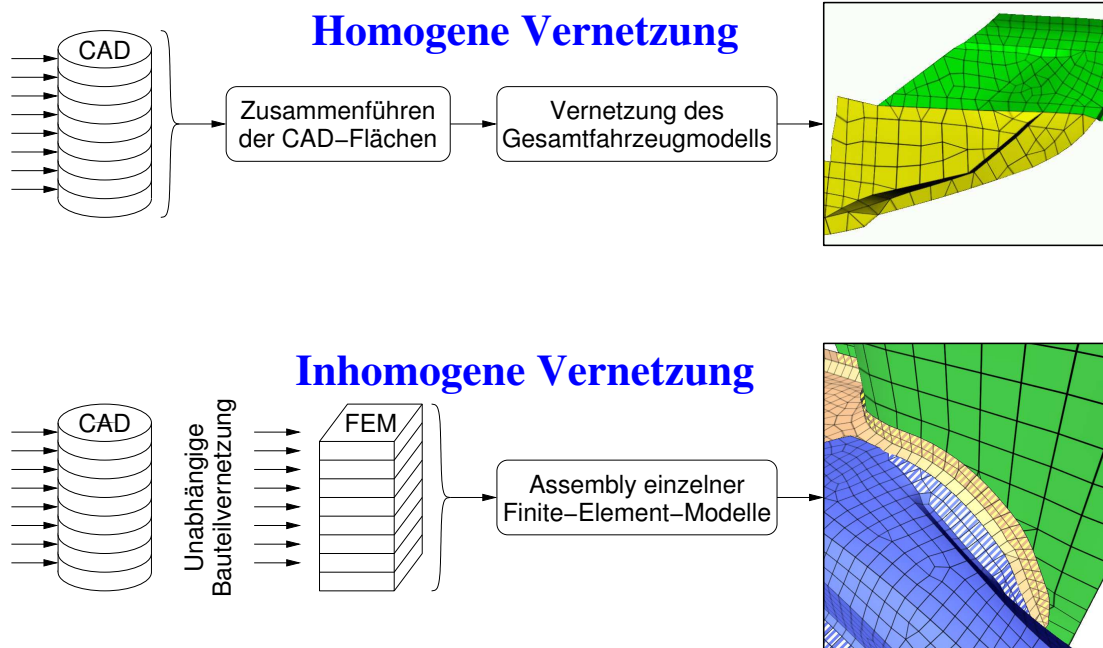 Homogene Vernetzung
CAD
Zusammenführen
der CAD–Flächen
Vernetzung des
Gesamtfahrzeugmodells
Inhomogene Vernetzung
CAD
Unabhängige
Bauteilvernetzung
FEM
Assembly einzelner
Finite–Element–Modelle